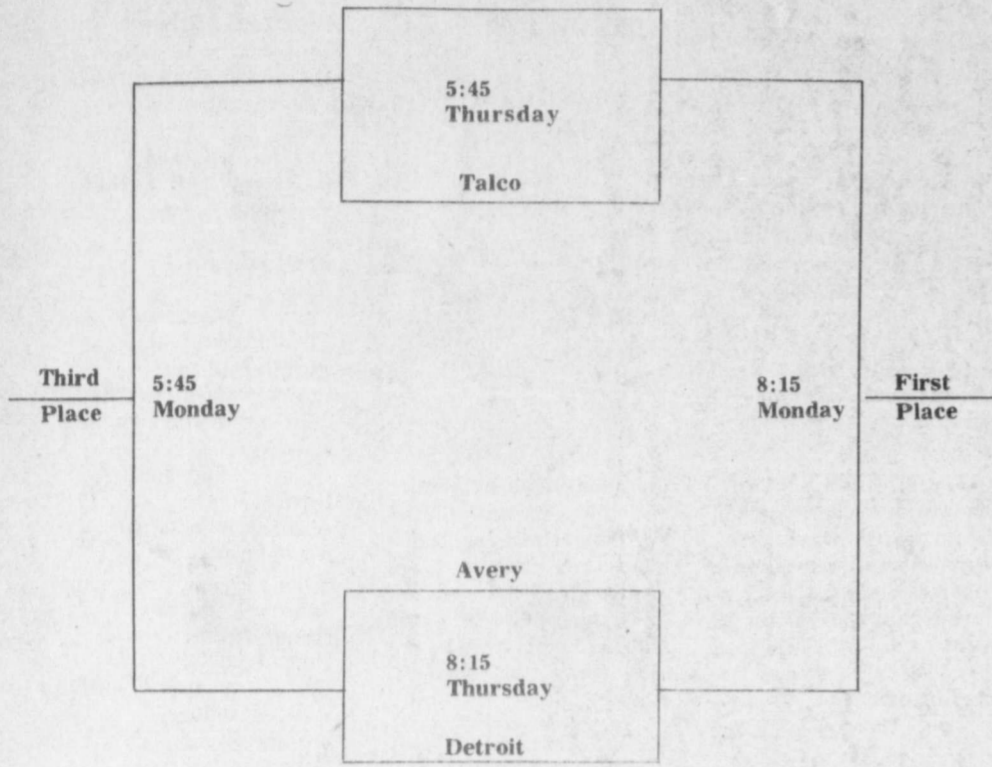 5:45
Thursday
Talco
Third
Place
5:45
Monday
8:15
Monday
First
Place
Avery
8:15
Thursday
Detroit